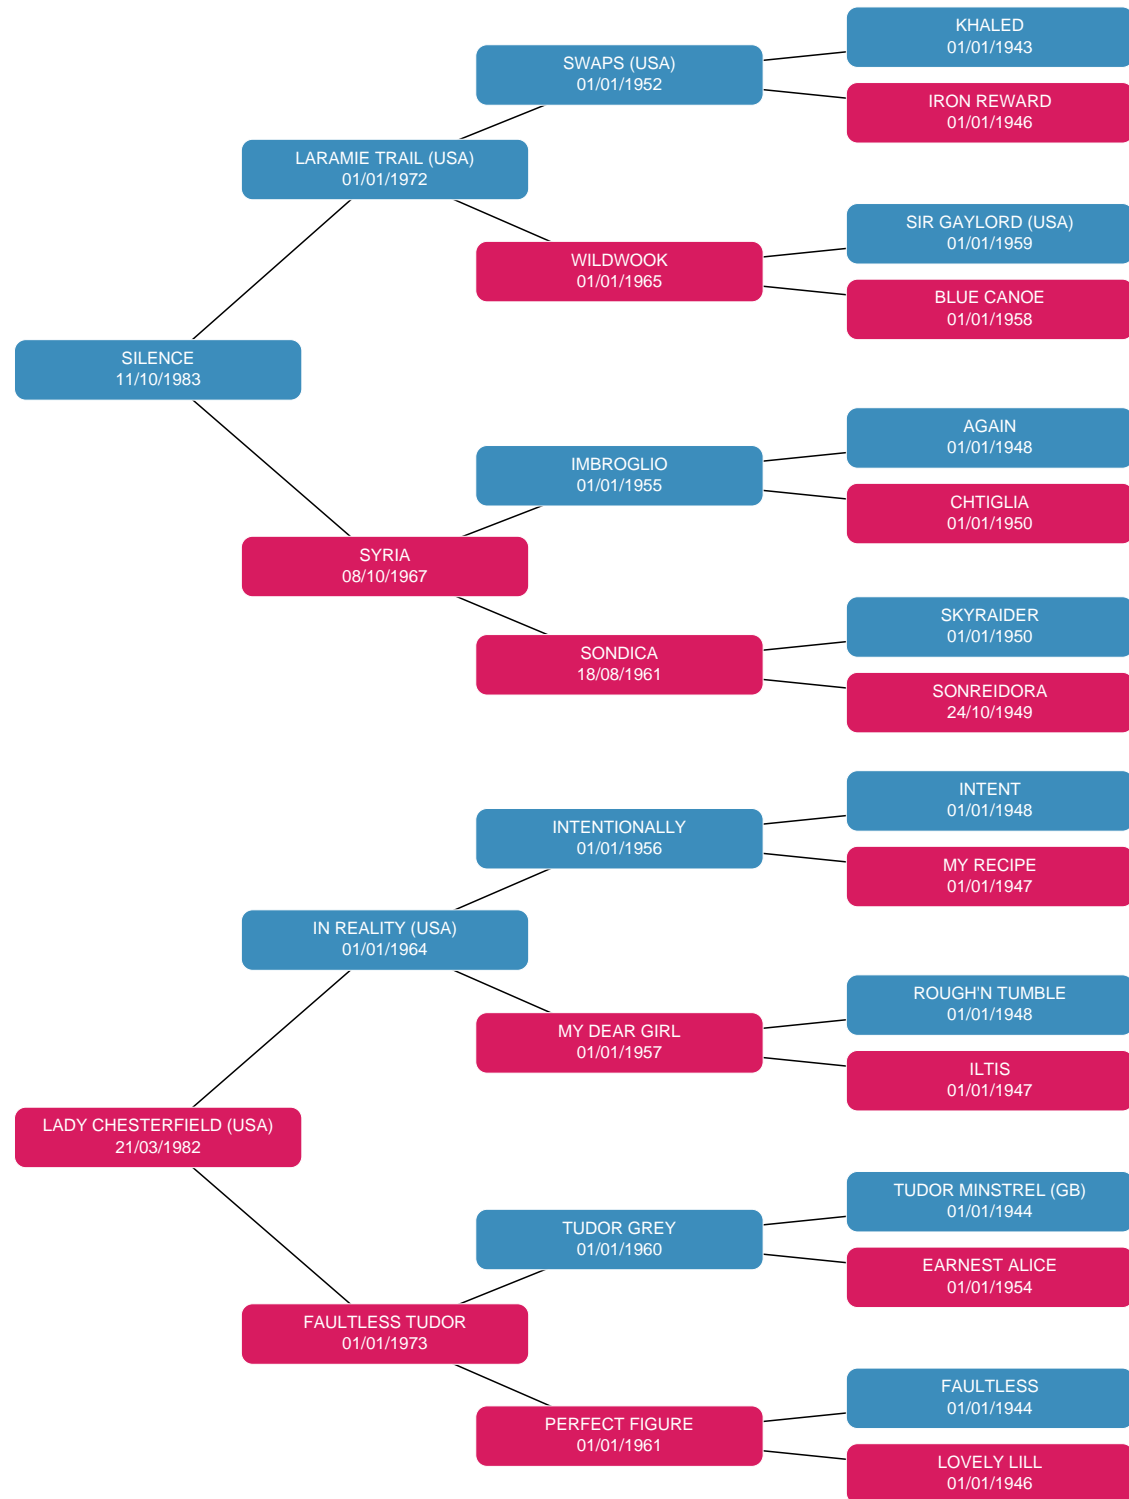 KHALED
01/01/1943
SWAPS (USA)
01/01/1952
IRON REWARD
01/01/1946
LARAMIE TRAIL (USA)
01/01/1972
SIR GAYLORD (USA)
01/01/1959
WILDWOOK
01/01/1965
BLUE CANOE
01/01/1958
SILENCE
11/10/1983
AGAIN
01/01/1948
IMBROGLIO
01/01/1955
CHTIGLIA
01/01/1950
SYRIA
08/10/1967
SKYRAIDER
01/01/1950
SONDICA
18/08/1961
SONREIDORA
24/10/1949
INTENT
01/01/1948
INTENTIONALLY
01/01/1956
MY RECIPE
01/01/1947
IN REALITY (USA)
01/01/1964
ROUGH'N TUMBLE
01/01/1948
MY DEAR GIRL
01/01/1957
ILTIS
01/01/1947
LADY CHESTERFIELD (USA)
21/03/1982
TUDOR MINSTREL (GB)
01/01/1944
TUDOR GREY
01/01/1960
EARNEST ALICE
01/01/1954
FAULTLESS TUDOR
01/01/1973
FAULTLESS
01/01/1944
PERFECT FIGURE
01/01/1961
LOVELY LILL
01/01/1946